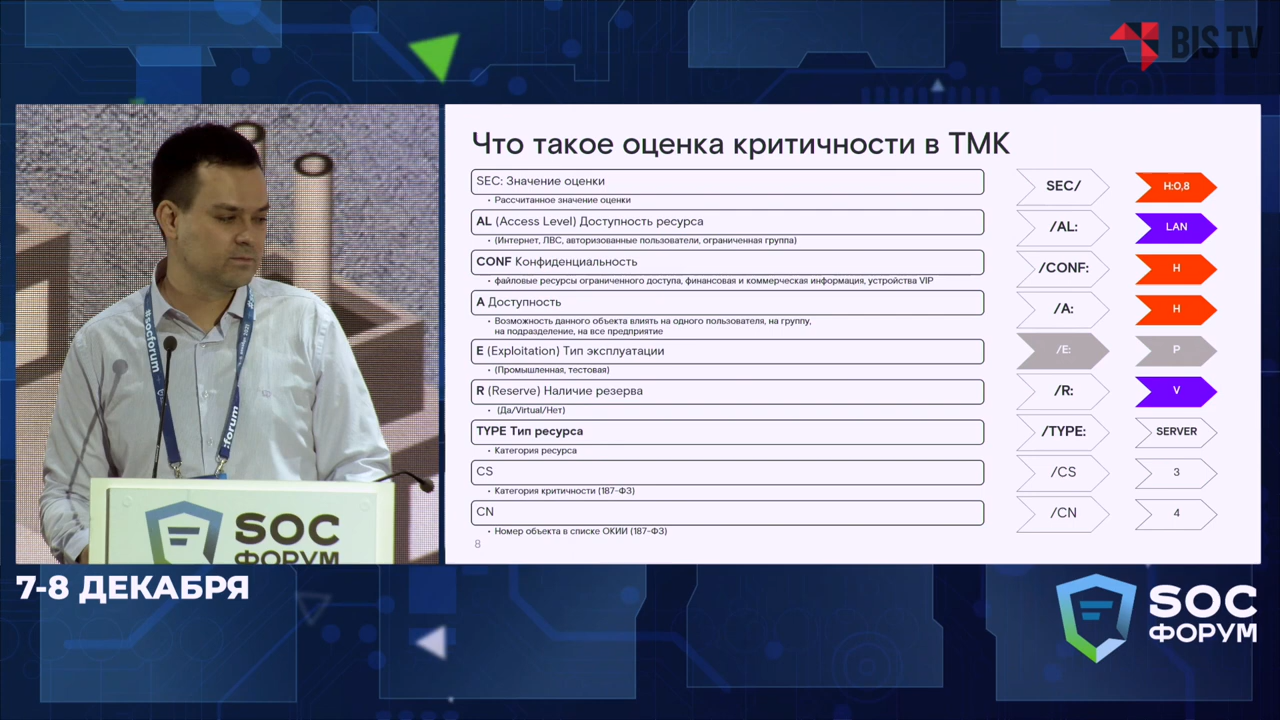 BIS TV
Что такое оценка критичности в ТМК
SEC: Значение оценки
• Рассчитанное значение оценки
SEC/
H:0,8
AL (Access Level) Доступность ресурса
• (Интернет, ЛВС, авторизованные пользователи, ограниченная группа)
/AL:
LAN
CONF Конфиденциальность
• файловые ресурсы ограниченного доступа, финансовая и коммерческая информация, устройства VIP
/CONF:
H
A Доступность
• Возможность данного объекта влиять на одного пользователя, на группу,
на подразделение, на все предприятие
/A:
H
E (Exploitation) Тип эксплуатации
• (Промышленная, тестовая)
/E:
P
R (Reserve) Наличие резерва
• (Да/Virtual/Нет)
/R:
V
TYPE Тип ресурса
• Категория ресурса
/TYPE:
SERVER
CS
• Категория критичности (187-ФЗ)
/CS
3
CN
• Номер объекта в списке ОКИИ (187-ФЗ)
/CN
4
8
#socforum
:forum
SOC
ФОРУМ
7-8 ДЕКАБРЯ
SOC
ФОРУМ